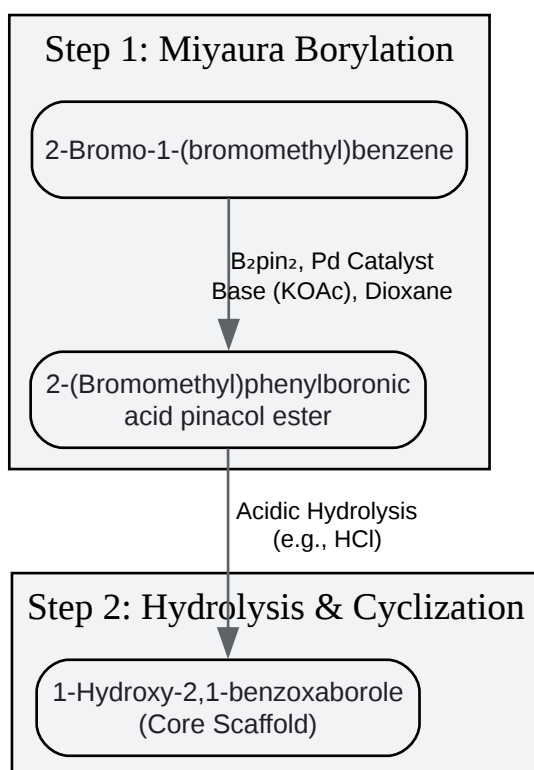 Step 1: Miyaura Borylation
2-Bromo-1-(bromomethyl)benzene
B₂pin₂, Pd Catalyst
Base (KOAc), Dioxane
2-(Bromomethyl)phenylboronic
acid pinacol ester
Acidic Hydrolysis
(e.g., HCl)
Step 2: Hydrolysis & Cyclization
1-Hydroxy-2,1-benzoxaborole
(Core Scaffold)